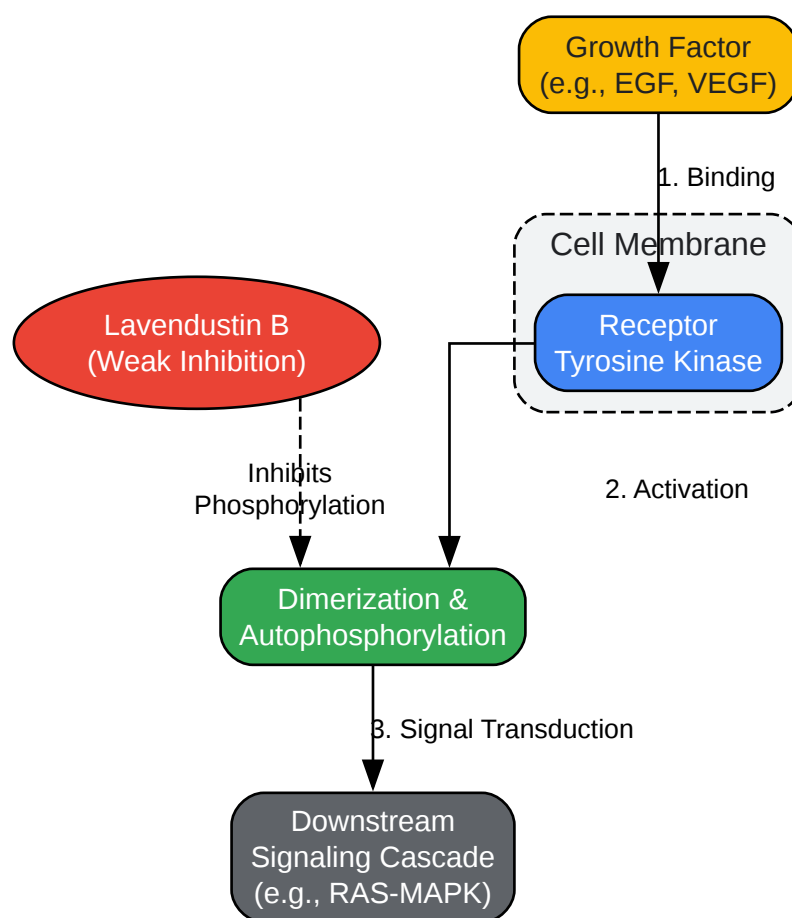 Growth Factor
(e.g., EGF, VEGF)
1. Binding
Cell Membrane
Receptor
Tyrosine Kinase
Lavendustin B
(Weak Inhibition)
Inhibits
Phosphorylation
2. Activation
Dimerization &
Autophosphorylation
3. Signal Transduction
Downstream
Signaling Cascade
(e.g., RAS-MAPK)